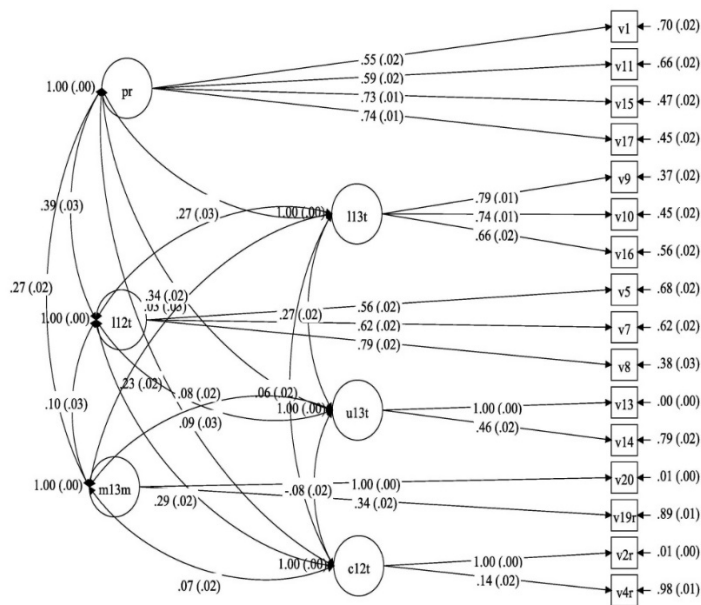 v1
.70 (.02)
.55 (.02)
v11
.66 (.02)
.59 (.02)
1.00 (.00)
pr
.73 (.01)
v15
.47 (.02)
.74 (.01)
v17
.45 (.02)
v9
.37 (.02)
.79 (.01)
.39 (.03)
.27 (.03)
1.00 (.00)
l13t
.74 (.01)
v10
.45 (.02)
.66 (.02)
v16
.56 (.02)
.27 (.02)
.34 (.02)
.03 (.03)
.27 (.02)
.56 (.02)
v5
.68 (.02)
1.00 (.00)
l12t
.62 (.02)
v7
.62 (.02)
.79 (.02)
v8
.38 (.03)
.23 (.02)
.08 (.02)
.06 (.02)
.10 (.03)
1.00 (.00)
u13t
1.00 (.00)
v13
.00 (.00)
.09 (.03)
.46 (.02)
v14
.79 (.02)
1.00 (.00)
m13m
1.00 (.00)
v20
.01 (.00)
.29 (.02)
-.08 (.02)
.34 (.02)
v19r
.89 (.01)
1.00 (.00)
c12t
1.00 (.00)
v2r
.01 (.00)
.07 (.02)
.14 (.02)
v4r
.98 (.01)